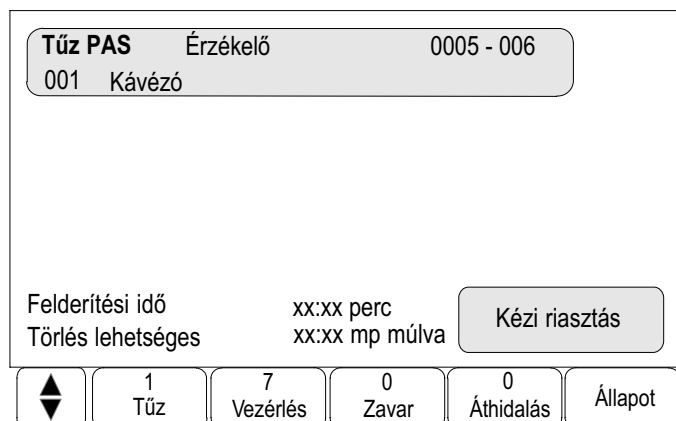 Tűz PAS Érzékelő 0005 - 006
001 Kávézó
Felderítési idő xx:xx perc
Törlés lehetséges xx:xx mp múlva
Kézi riasztás
1 7 0 0
Tűz Vezérlés Zavar Áthidalás Állapot